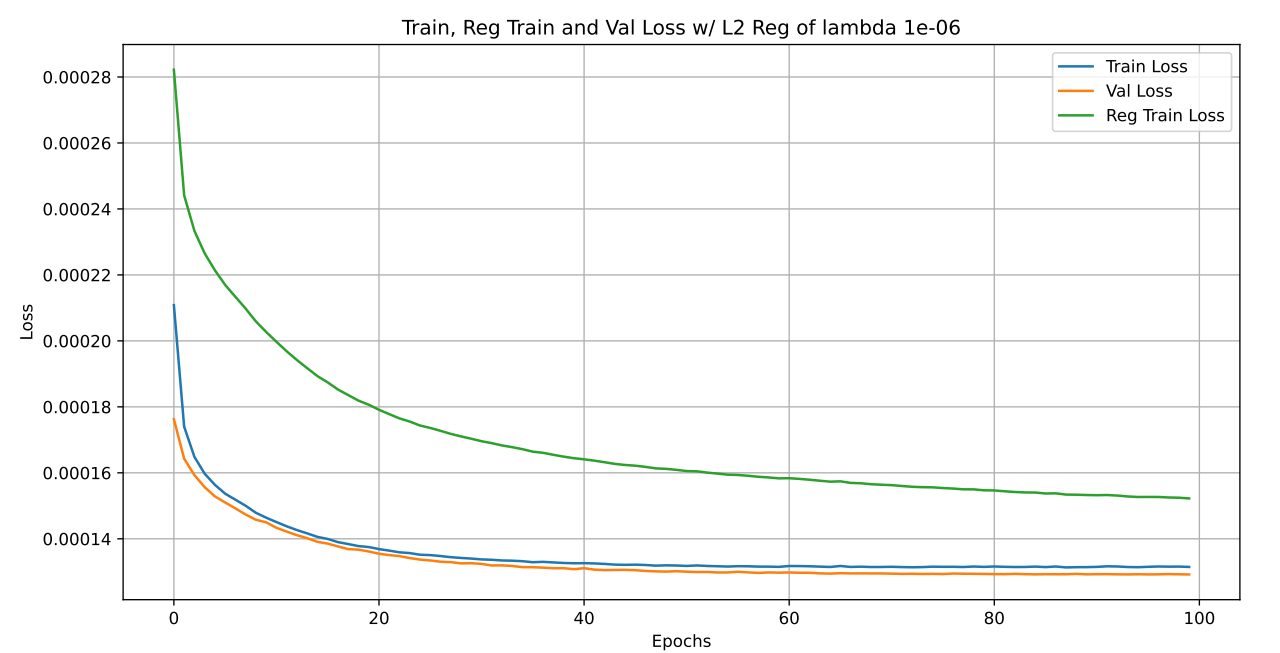 Train, Reg Train and Val Loss w/ L2 Reg of lambda 1e-06
Train Loss
Val Loss
Reg Train Loss
0.00028
0.00026
0.00024
0.00022
0.00020
0.00018
0.00016
0.00014
Loss
0 20 40 60 80 100
Epochs